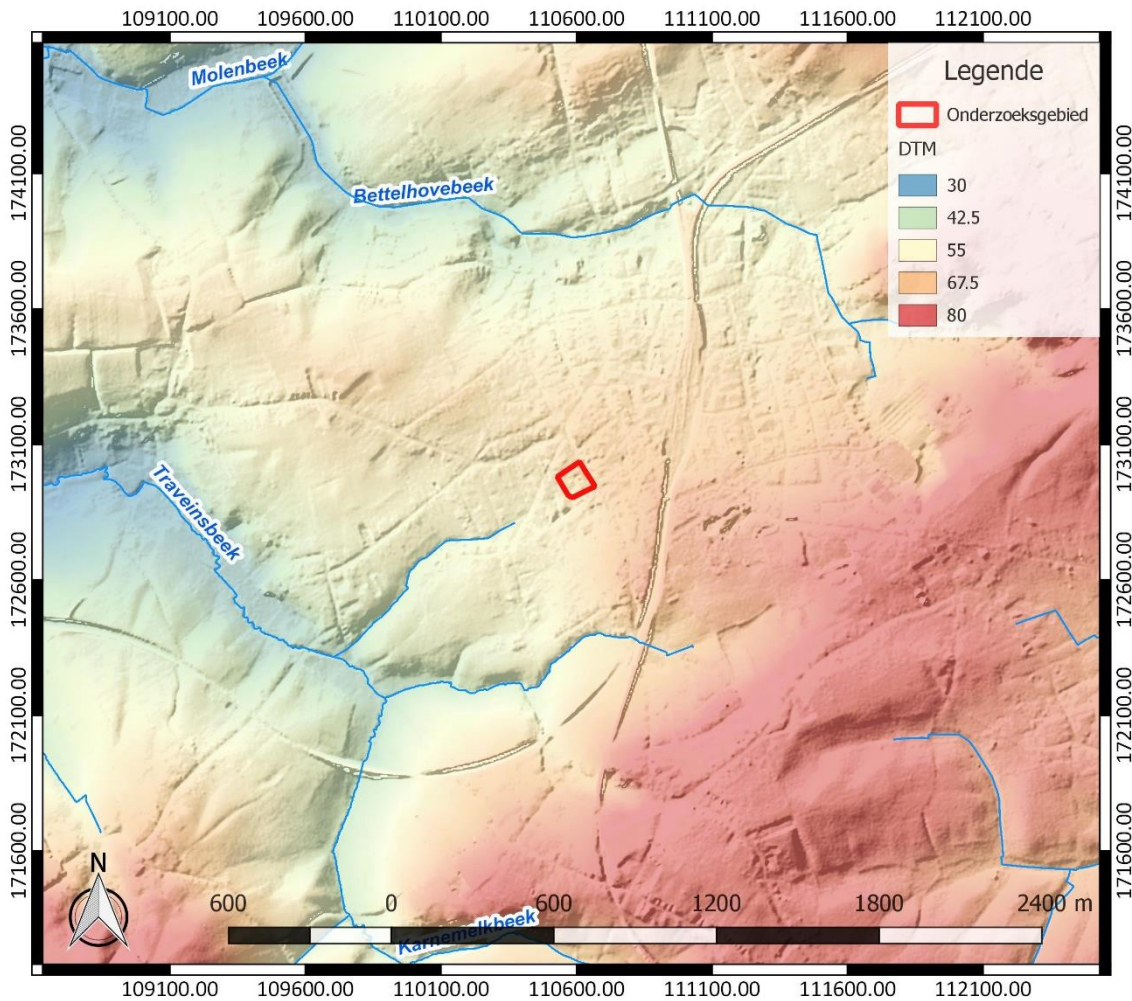 109100.00 109600.00 110100.00 110600.00 111100.00 111600.00 112100.00
Molenbeek
Legende
Onderzoeksgebied
DTM
30
42.5
55
67.5
80
174100.00
174100.00
Bettelhovebeek
173600.00
173600.00
173100.00
173100.00
Traveinsbeek
172600.00
172600.00
172100.00
172100.00
171600.00
171600.00
N
600 0 600 1200 1800 2400 m
Karnemelkbeek
109100.00 109600.00 110100.00 110600.00 111100.00 111600.00 112100.00